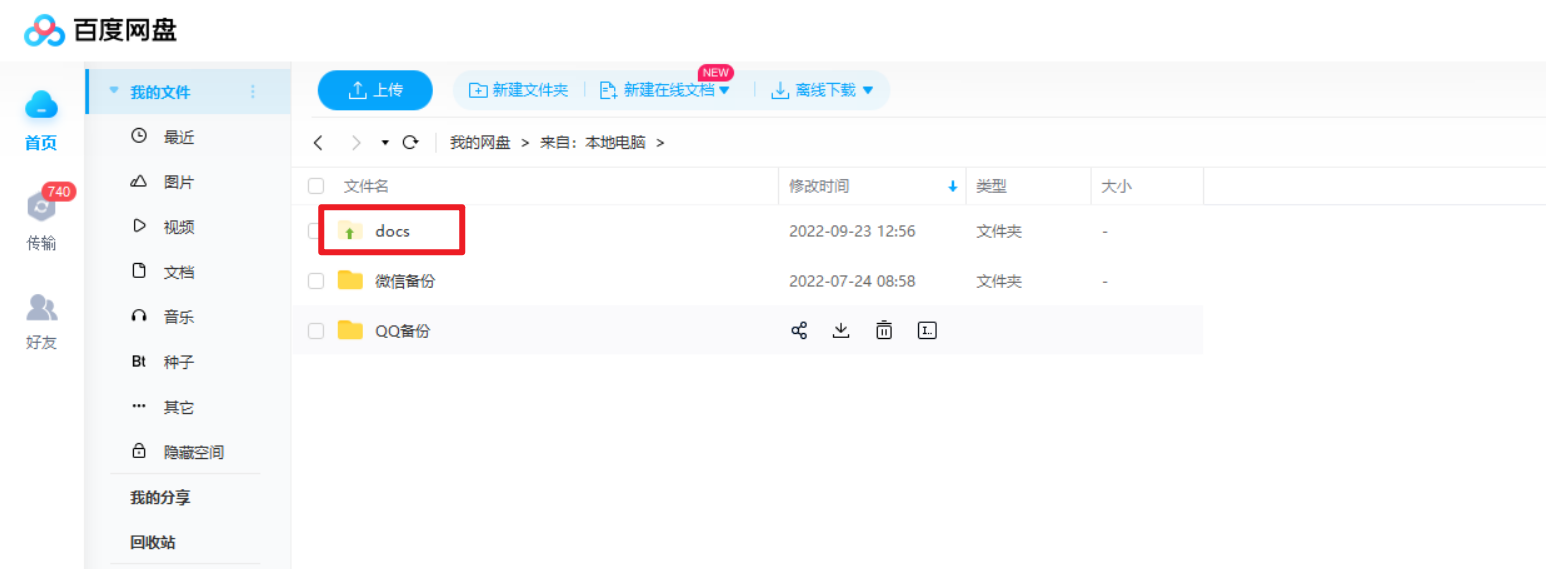 百度网盘
首页
740
传输
好友
我的文件
最近
图片
视频
文档
音乐
Bt 种子
其它
隐藏空间
我的分享
回收站
上传 新建文件夹 新建在线文档 NEW 离线下载
我的网盘 > 来自：本地电脑 >
文件名 修改时间 类型 大小
docs 2022-09-23 12:56 文件夹 -
微信备份 2022-07-24 08:58 文件夹 -
QQ备份